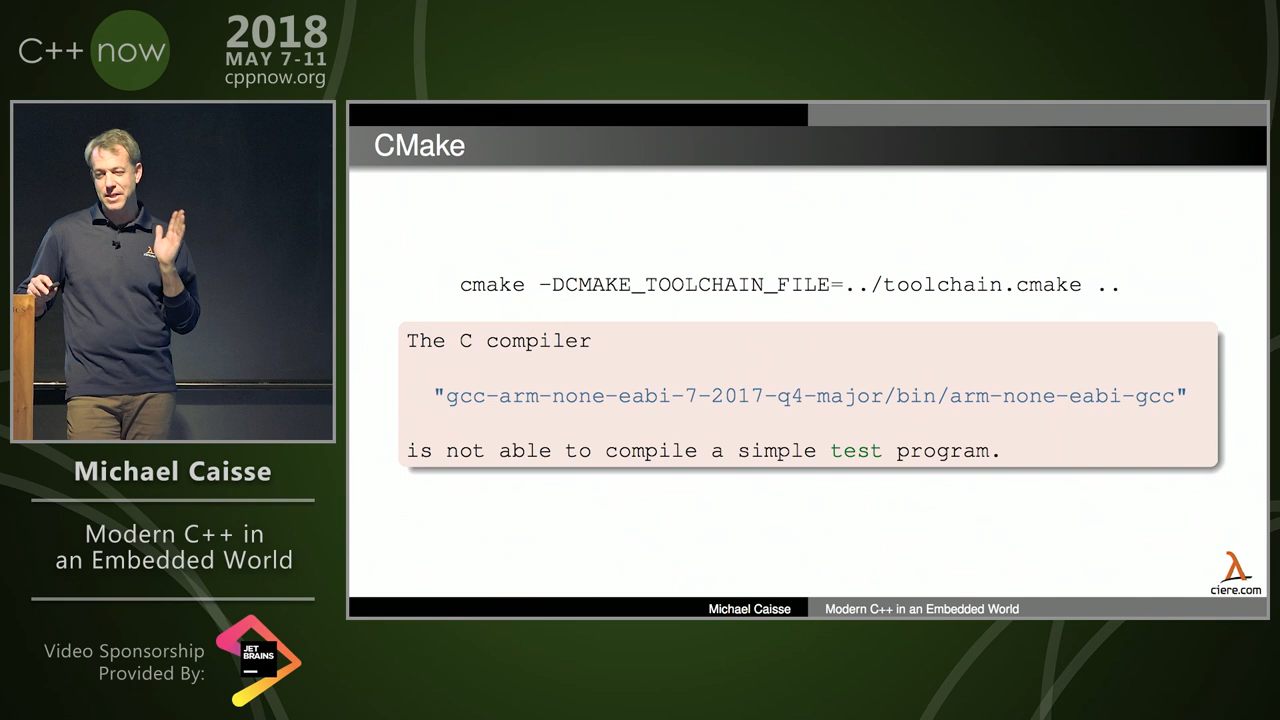 C++ now
2018
MAY 7-11
cppnow.org
Michael Caisse
Modern C++ in
an Embedded World
Video Sponsorship
Provided By:
JET
BRAINS
CMake
cmake -DCMAKE_TOOLCHAIN_FILE=../toolchain.cmake ..
The C compiler
"gcc-arm-none-eabi-7-2017-q4-major/bin/arm-none-eabi-gcc"
is not able to compile a simple test program.
λ
ciere.com
Michael Caisse
Modern C++ in an Embedded World